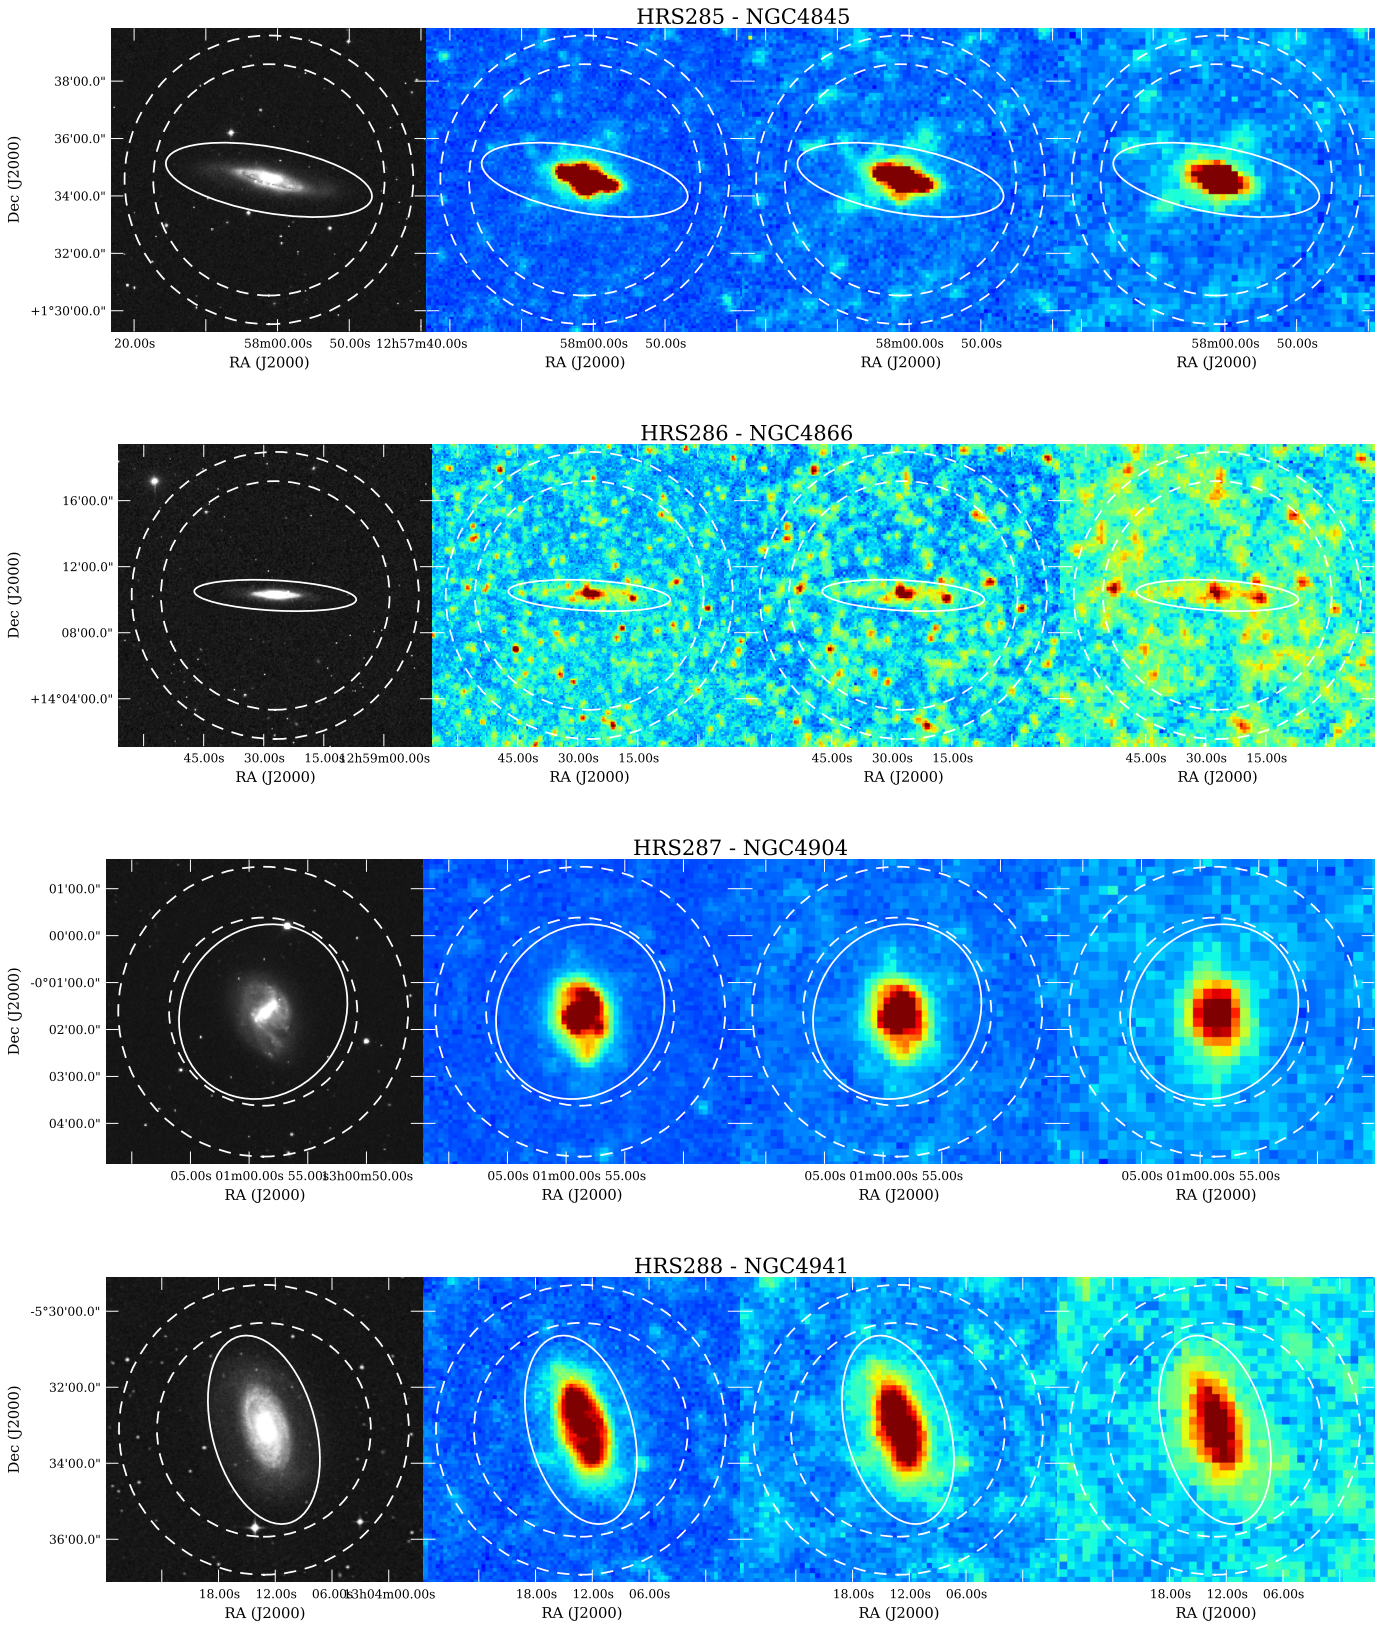 HRS285 - NGC4845
38'00.0"
36'00.0"
34'00.0"
32'00.0"
+1°30'00.0"
Dec (J2000)
20.00s 58m00.00s 50.00s 12h57m40.00s 58m00.00s 50.00s 58m00.00s 50.00s 58m00.00s 50.00s
RA (J2000) RA (J2000) RA (J2000) RA (J2000)
HRS286 - NGC4866
16'00.0"
12'00.0"
08'00.0"
+14°04'00.0"
Dec (J2000)
45.00s 30.00s 15.00s 12h59m00.00s 45.00s 30.00s 15.00s 45.00s 30.00s 15.00s 45.00s 30.00s 15.00s
RA (J2000) RA (J2000) RA (J2000) RA (J2000)
HRS287 - NGC4904
01'00.0"
00'00.0"
-0°01'00.0"
02'00.0"
03'00.0"
04'00.0"
Dec (J2000)
05.00s 01m00.00s 55.00s 13h00m50.00s 05.00s 01m00.00s 55.00s 05.00s 01m00.00s 55.00s 05.00s 01m00.00s 55.00s
RA (J2000) RA (J2000) RA (J2000) RA (J2000)
HRS288 - NGC4941
-5°30'00.0"
32'00.0"
34'00.0"
36'00.0"
Dec (J2000)
18.00s 12.00s 06.00s 13h04m00.00s 18.00s 12.00s 06.00s 18.00s 12.00s 06.00s 18.00s 12.00s 06.00s
RA (J2000) RA (J2000) RA (J2000) RA (J2000)